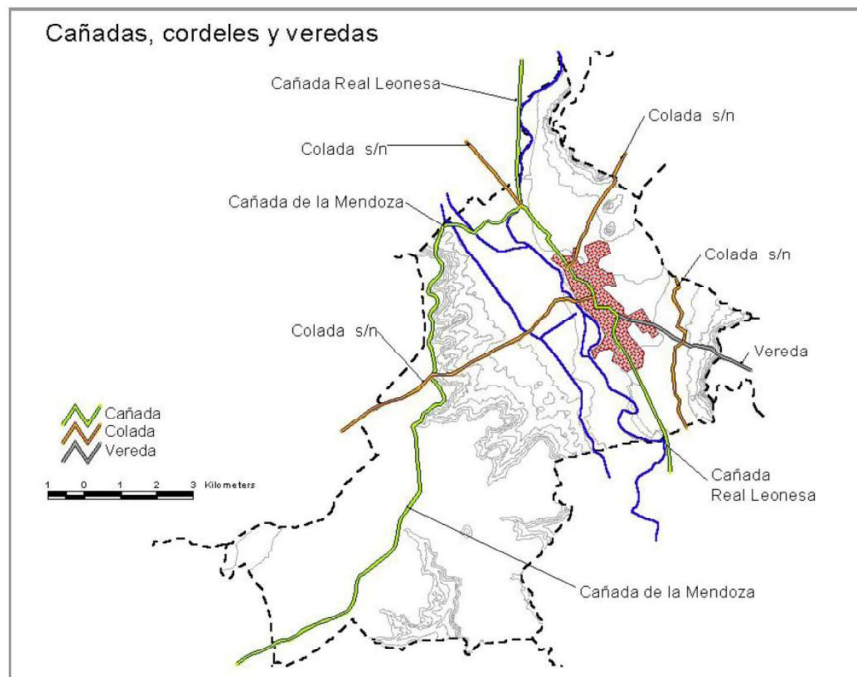 Cañadas, cordeles y veredas
Cañada Real Leonesa
Colada s/n
Colada s/n
Cañada de la Mendoza
Colada s/n
Colada s/n
Vereda
Cañada
Colada
Vereda
1 0 1 2 3 Kilometers
Cañada
Real Leonesa
Cañada de la Mendoza